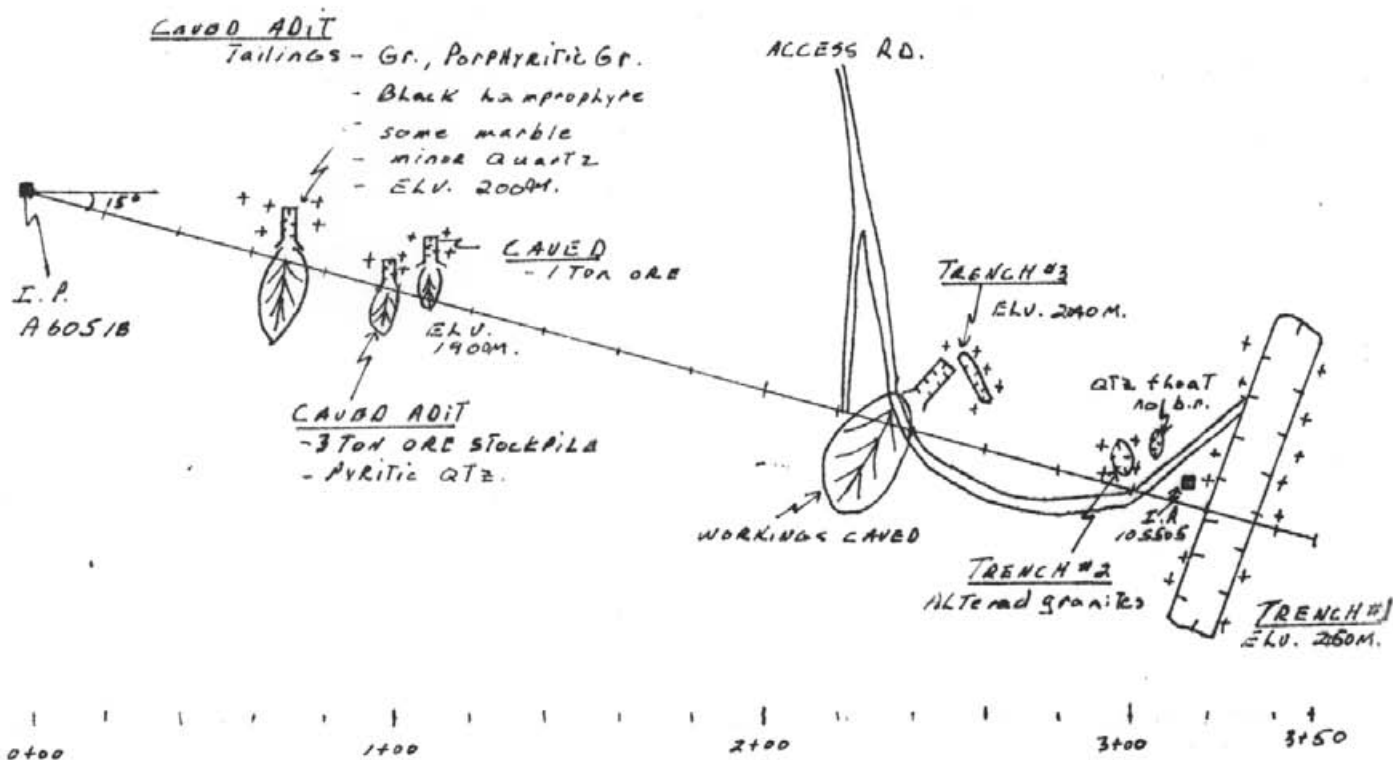 CAVED ADIT
Tailings - Gr., Porphyritic Gr.
- Black Lamprophyre
- some marble
- minor Quartz
- ELV. 200M.
15°
I.P.
A6051B
CAVED
- 1 TON ORE
ELV.
190M.
CAVED ADIT
- 3 TON ORE STOCKPILE
- PYRITIC QTZ.
ACCESS RD.
TRENCH #3
ELV. 240M.
QTZ float
no b.r.
WORKINGS CAVED
I.P.
105505
TRENCH #2
ALTered granites
TRENCH #1
ELV. 260M.
0+00 1+00 2+00 3+00 3+50